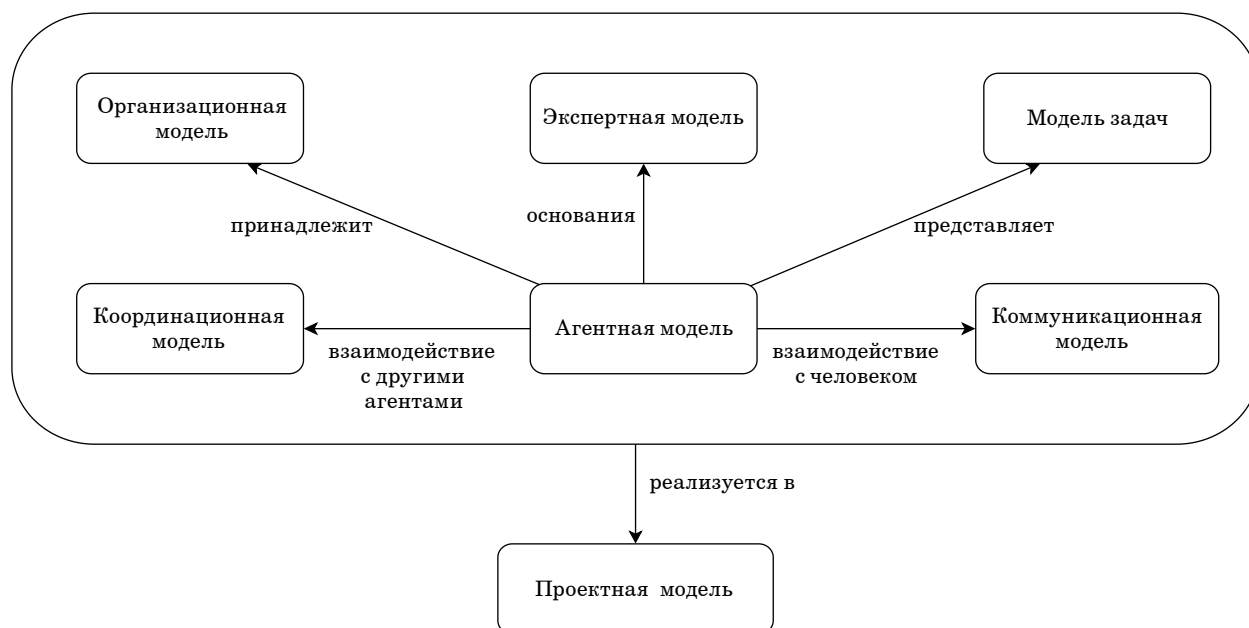 Организационная
модель
Экспертная модель
Модель задач
принадлежит
основания
представляет
Координационная
модель
Агентная модель
Коммуникационная
модель
взаимодействие
с другими
агентами
взаимодействие
с человеком
реализуется в
Проектная модель